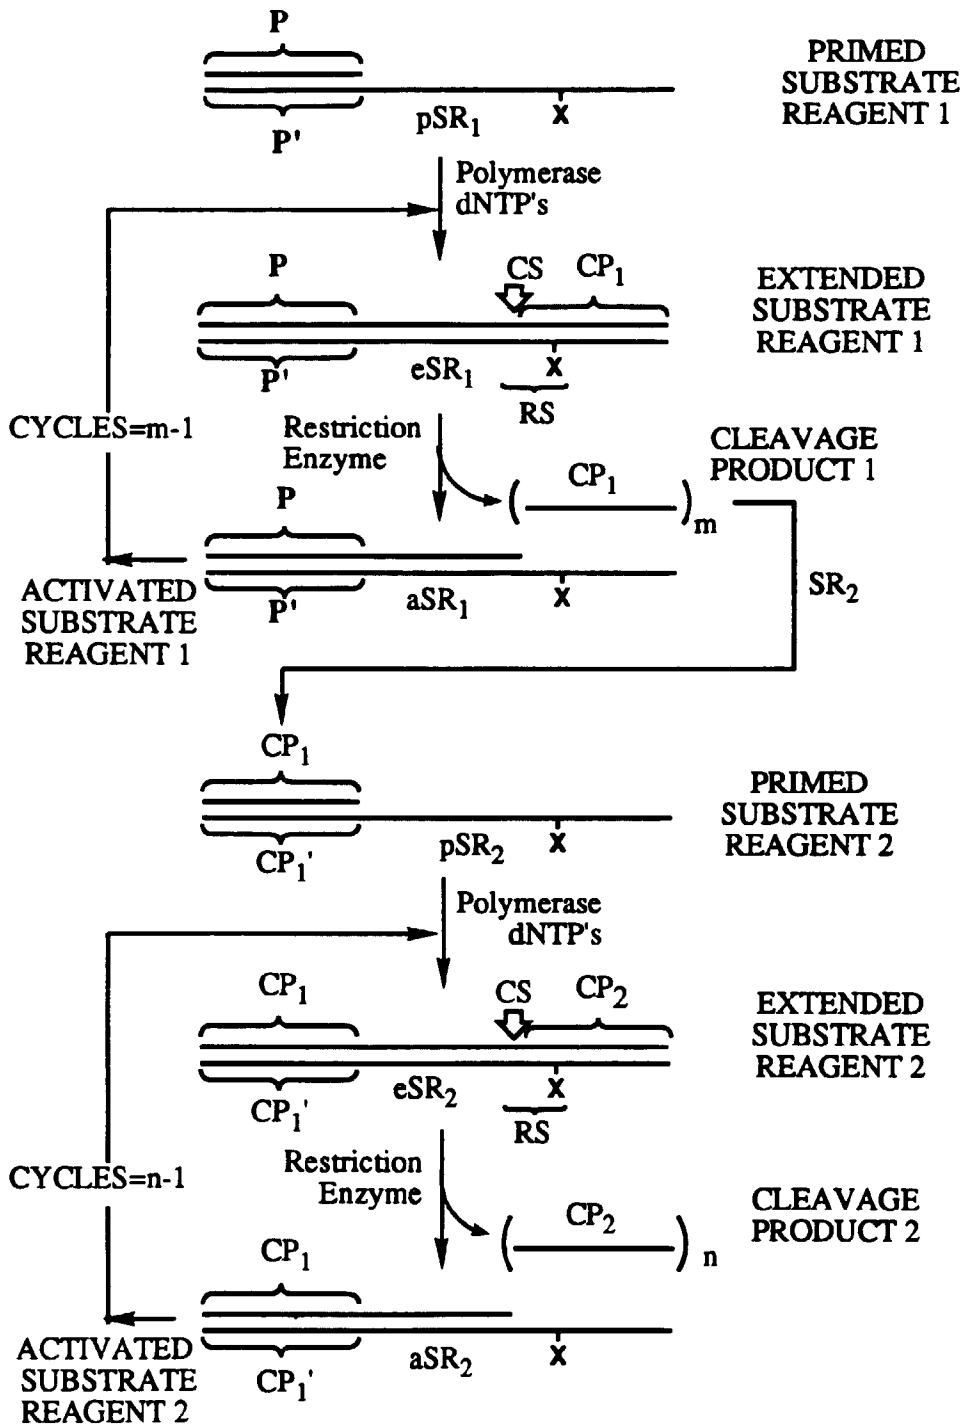 P
PRIMED
SUBSTRATE
REAGENT 1
P'
pSR1
X
Polymerase
dNTP's
P
CS
CP1
EXTENDED
SUBSTRATE
REAGENT 1
P'
eSR1
X
RS
CYCLES=m-1
Restriction
Enzyme
CLEAVAGE
PRODUCT 1
P
( CP1 )m
ACTIVATED
SUBSTRATE
REAGENT 1
P'
aSR1
X
SR2
CP1
PRIMED
SUBSTRATE
REAGENT 2
CP1'
pSR2
X
Polymerase
dNTP's
CP1
CS
CP2
EXTENDED
SUBSTRATE
REAGENT 2
CP1'
eSR2
X
RS
CYCLES=n-1
Restriction
Enzyme
CLEAVAGE
PRODUCT 2
( CP2 )n
CP1
ACTIVATED
SUBSTRATE
REAGENT 2
CP1'
aSR2
X